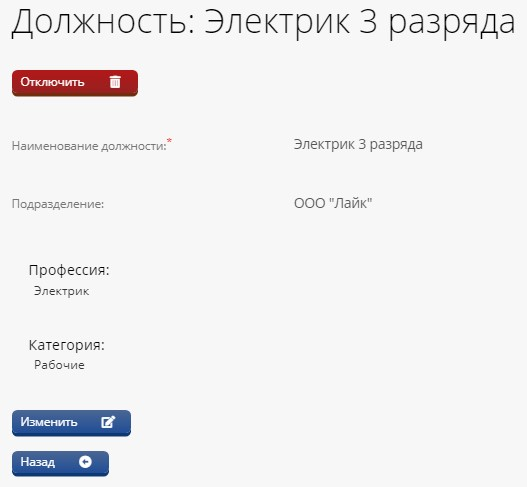 Должность: Электрик 3 разряда
Отключить
Наименование должности:* Электрик 3 разряда
Подразделение: ООО "Лайк"
Профессия:
Электрик
Категория:
Рабочие
Изменить
Назад